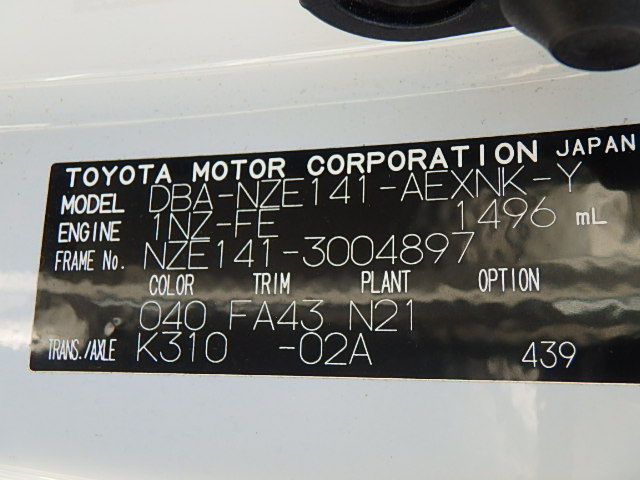 TOYOTA MOTOR CORPORATION JAPAN
MODEL DBA-NZE141-AEXNK-Y
ENGINE 1NZ-FE 1496 mL
FRAME No. NZE141-3004897
COLOR TRIM PLANT OPTION
040 FA43 N21
TRANS./AXLE K310 -02A 439